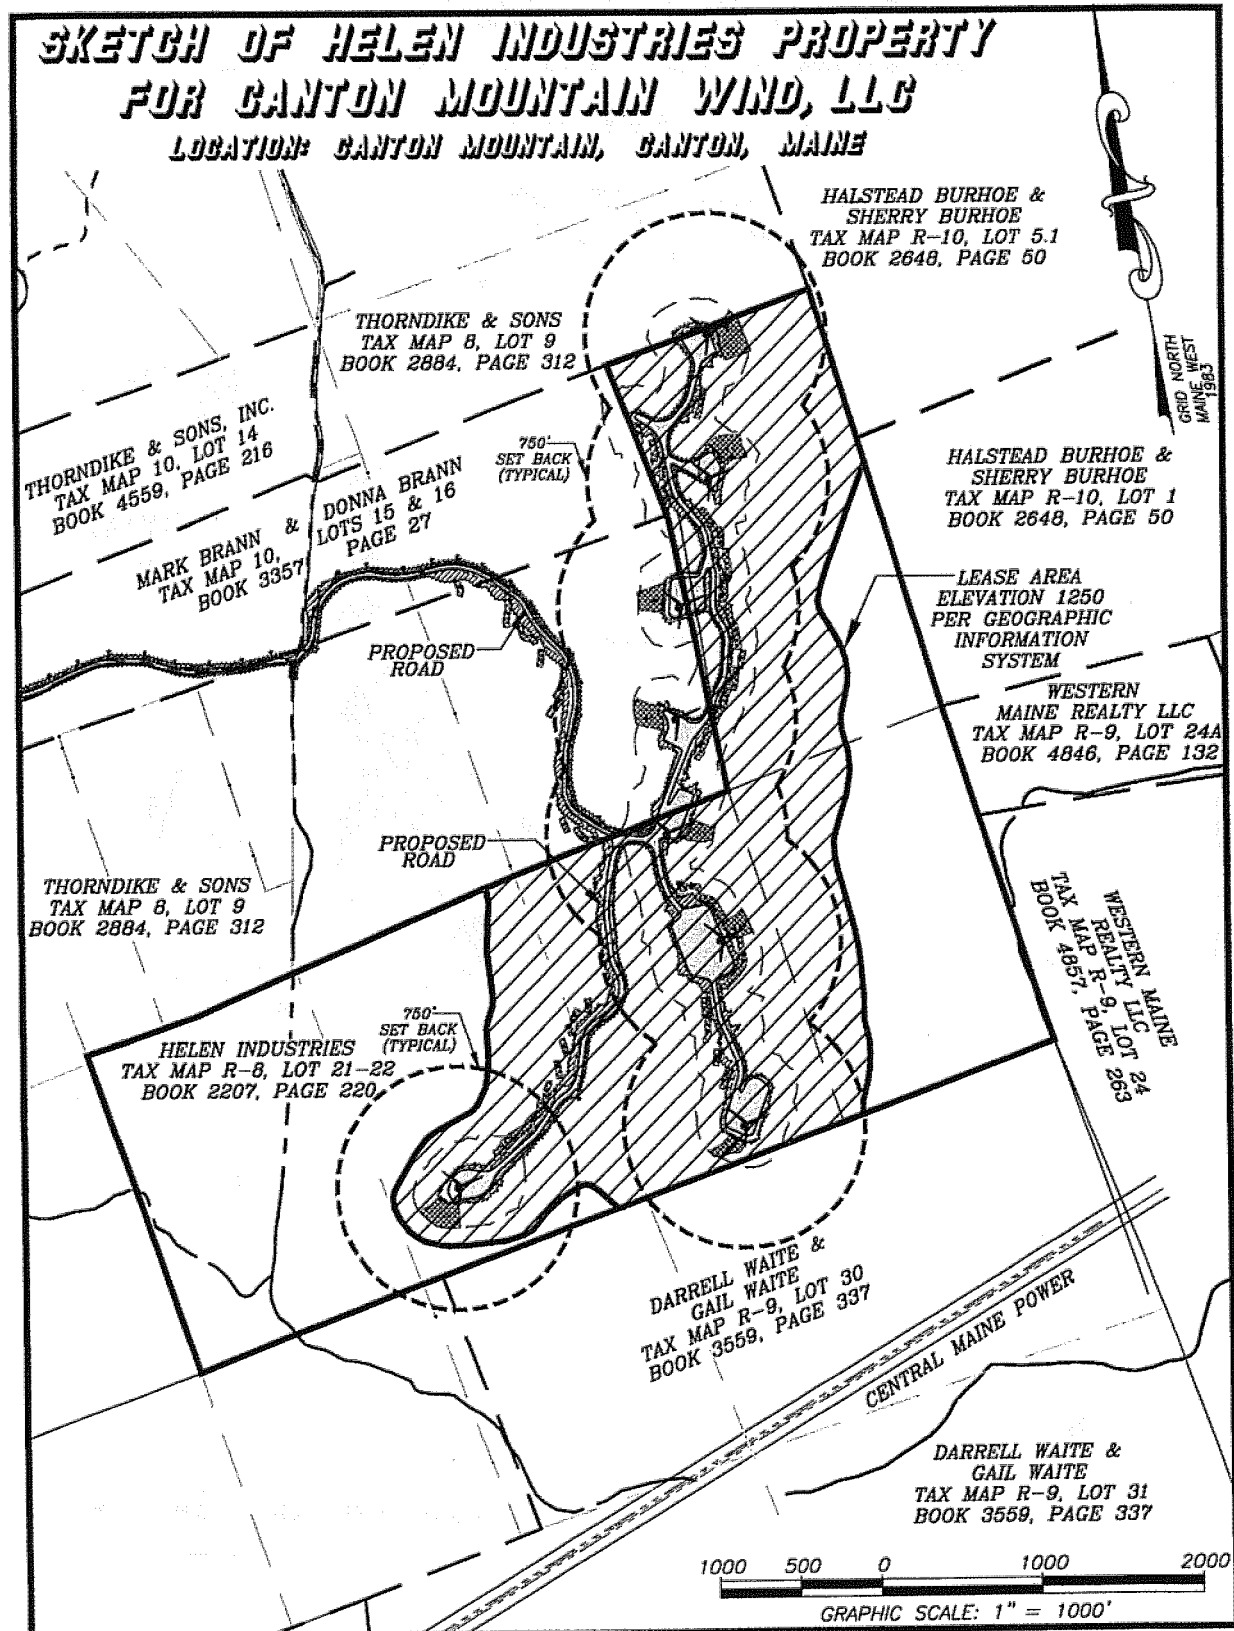 SKETCH OF HELEN INDUSTRIES PROPERTY
FOR CANTON MOUNTAIN WIND, LLC
LOCATION: CANTON MOUNTAIN, CANTON, MAINE
HALSTEAD BURHOE &
SHERRY BURHOE
TAX MAP R-10, LOT 5.1
BOOK 2648, PAGE 50
GRID NORTH
MAINE WEST
1983
THORNDIKE & SONS
TAX MAP 8, LOT 9
BOOK 2884, PAGE 312
THORNDIKE & SONS, INC.
TAX MAP 10, LOT 14
BOOK 4559, PAGE 216
750'
SET BACK
(TYPICAL)
HALSTEAD BURHOE &
SHERRY BURHOE
TAX MAP R-10, LOT 1
BOOK 2648, PAGE 50
MARK BRANN & DONNA BRANN
TAX MAP 10, LOTS 15 & 16
BOOK 3357 PAGE 27
LEASE AREA
ELEVATION 1250
PER GEOGRAPHIC
INFORMATION
SYSTEM
PROPOSED
ROAD
WESTERN
MAINE REALTY LLC
TAX MAP R-9, LOT 24A
BOOK 4846, PAGE 132
PROPOSED
ROAD
THORNDIKE & SONS
TAX MAP 8, LOT 9
BOOK 2884, PAGE 312
WESTERN MAINE
REALTY LLC
TAX MAP R-9, LOT 24
BOOK 4857, PAGE 263
750'
SET BACK
(TYPICAL)
HELEN INDUSTRIES
TAX MAP R-8, LOT 21-22
BOOK 2207, PAGE 220
DARRELL WAITE &
GAIL WAITE
TAX MAP R-9, LOT 30
BOOK 3559, PAGE 337
CENTRAL MAINE POWER
DARRELL WAITE &
GAIL WAITE
TAX MAP R-9, LOT 31
BOOK 3559, PAGE 337
1000 500 0 1000 2000
GRAPHIC SCALE: 1" = 1000'